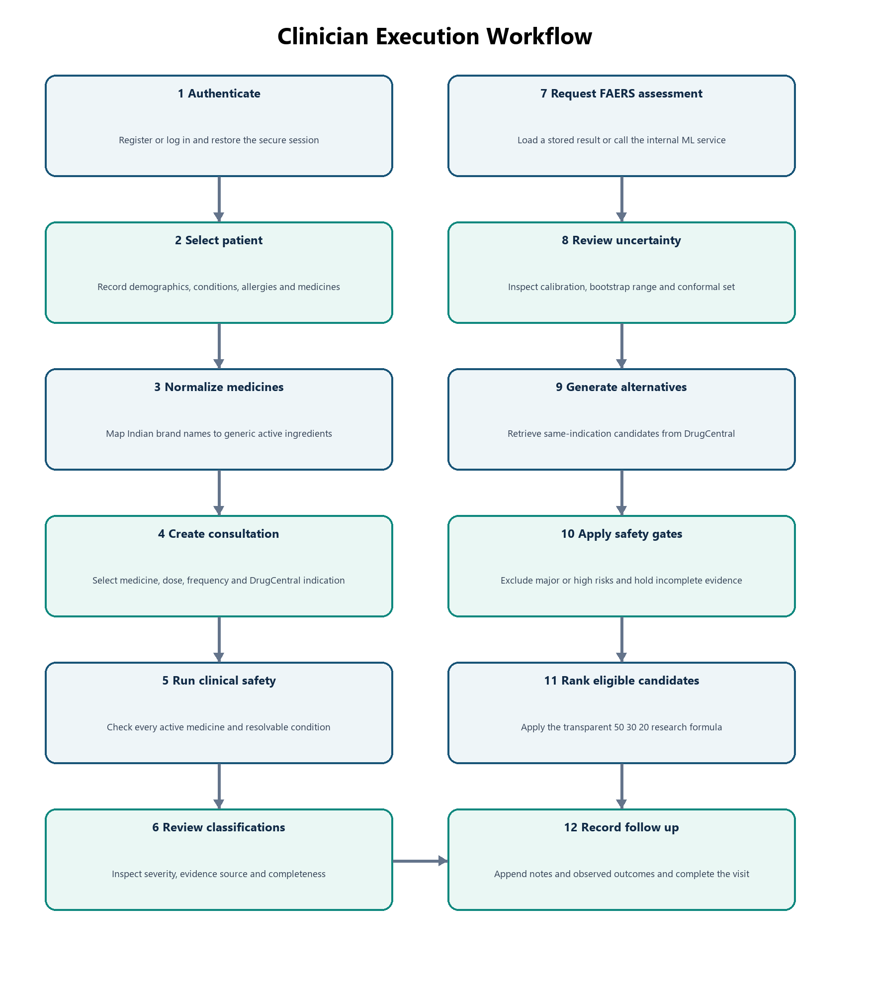 Clinician Execution Workflow
1 Authenticate
Register or log in and restore the secure session
2 Select patient
Record demographics, conditions, allergies and medicines
3 Normalize medicines
Map Indian brand names to generic active ingredients
4 Create consultation
Select medicine, dose, frequency and DrugCentral indication
5 Run clinical safety
Check every active medicine and resolvable condition
6 Review classifications
Inspect severity, evidence source and completeness
7 Request FAERS assessment
Load a stored result or call the internal ML service
8 Review uncertainty
Inspect calibration, bootstrap range and conformal set
9 Generate alternatives
Retrieve same-indication candidates from DrugCentral
10 Apply safety gates
Exclude major or high risks and hold incomplete evidence
11 Rank eligible candidates
Apply the transparent 50 30 20 research formula
12 Record follow up
Append notes and observed outcomes and complete the visit